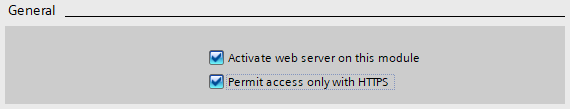 General
Activate web server on this module
Permit access only with HTTPS